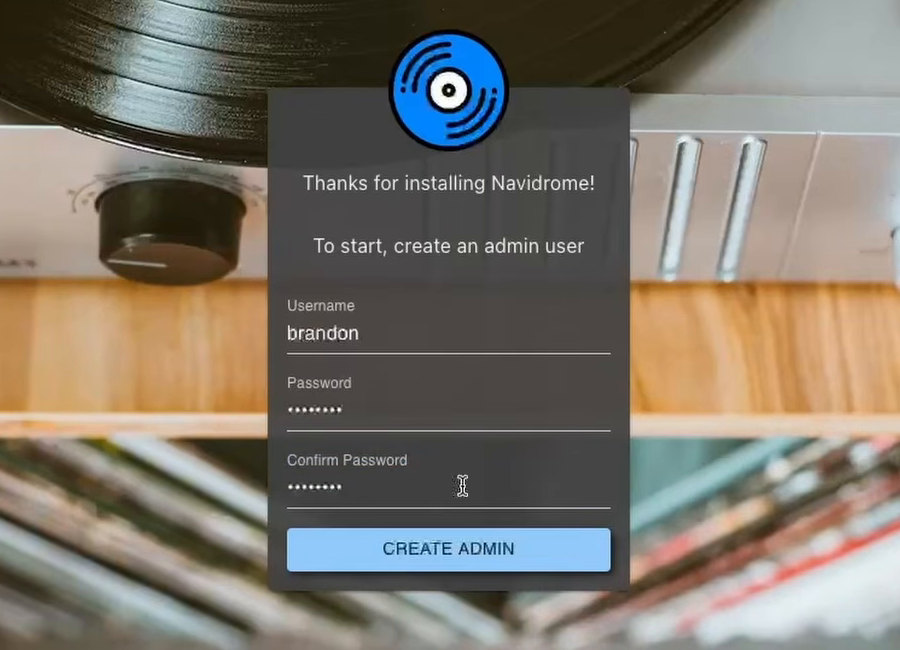 Thanks for installing Navidrome!
To start, create an admin user
Username
brandon
Password
••••••••
Confirm Password
••••••••
CREATE ADMIN